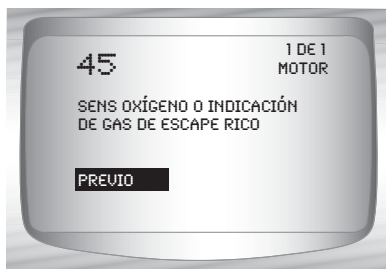 45
1 DE 1
MOTOR
SENS OXÍGENO O INDICACIÓN
DE GAS DE ESCAPE RICO
PREVIO